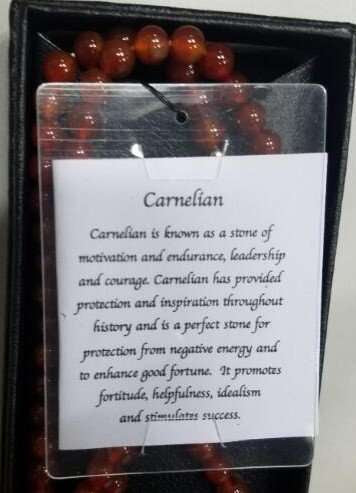 Carnelian
Carnelian is known as a stone of
motivation and endurance, leadership
and courage. Carnelian has provided
protection and inspiration throughout
history and is a perfect stone for
protection from negative energy and
to enhance good fortune. It promotes
fortitude, helpfulness, idealism
and stimulates success.